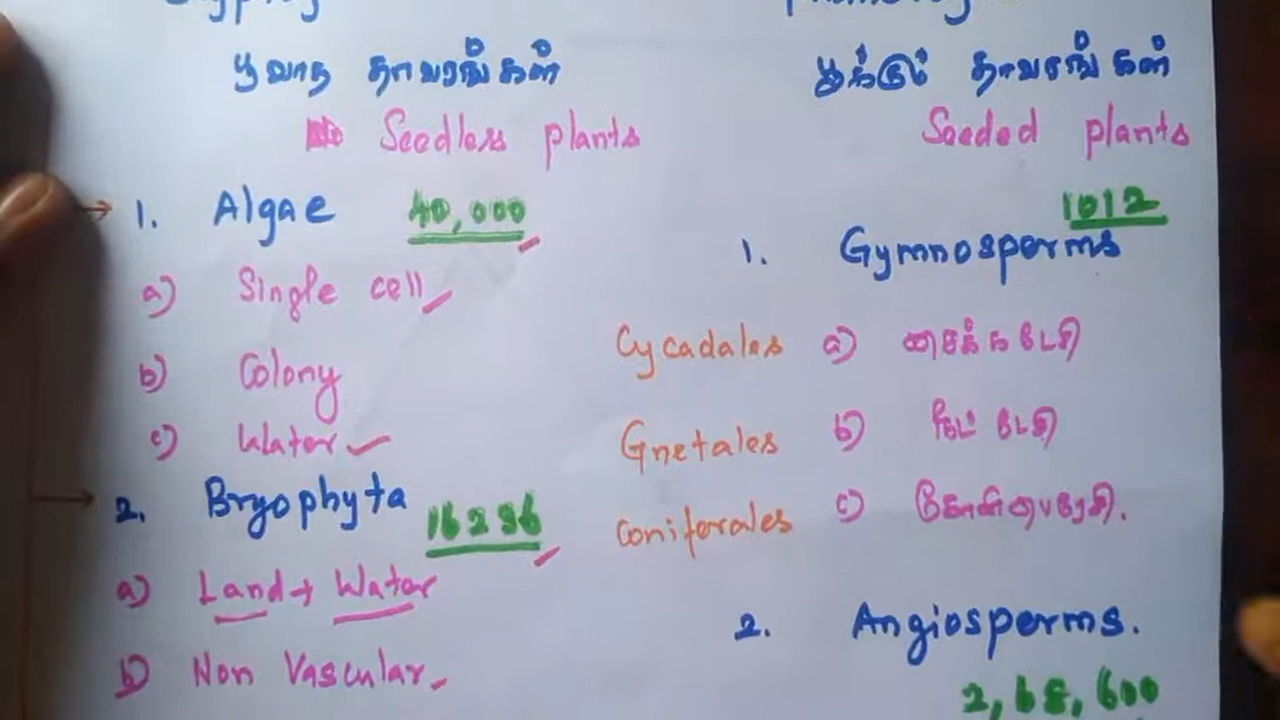 பூவாத தாவரங்கள்
Seedless plants
1. Algae 40,000
a) Single cell
b) Colony
c) Water
2. Bryophyta 16236
a) Land + Water
b) Non Vascular.
பூக்கும் தாவரங்கள்
Seeded plants
1012
1. Gymnosperms
Cycadales a) சைக்கடேசி
Gnetales b)
Coniferales c)
2. Angiosperms.
2,68,600